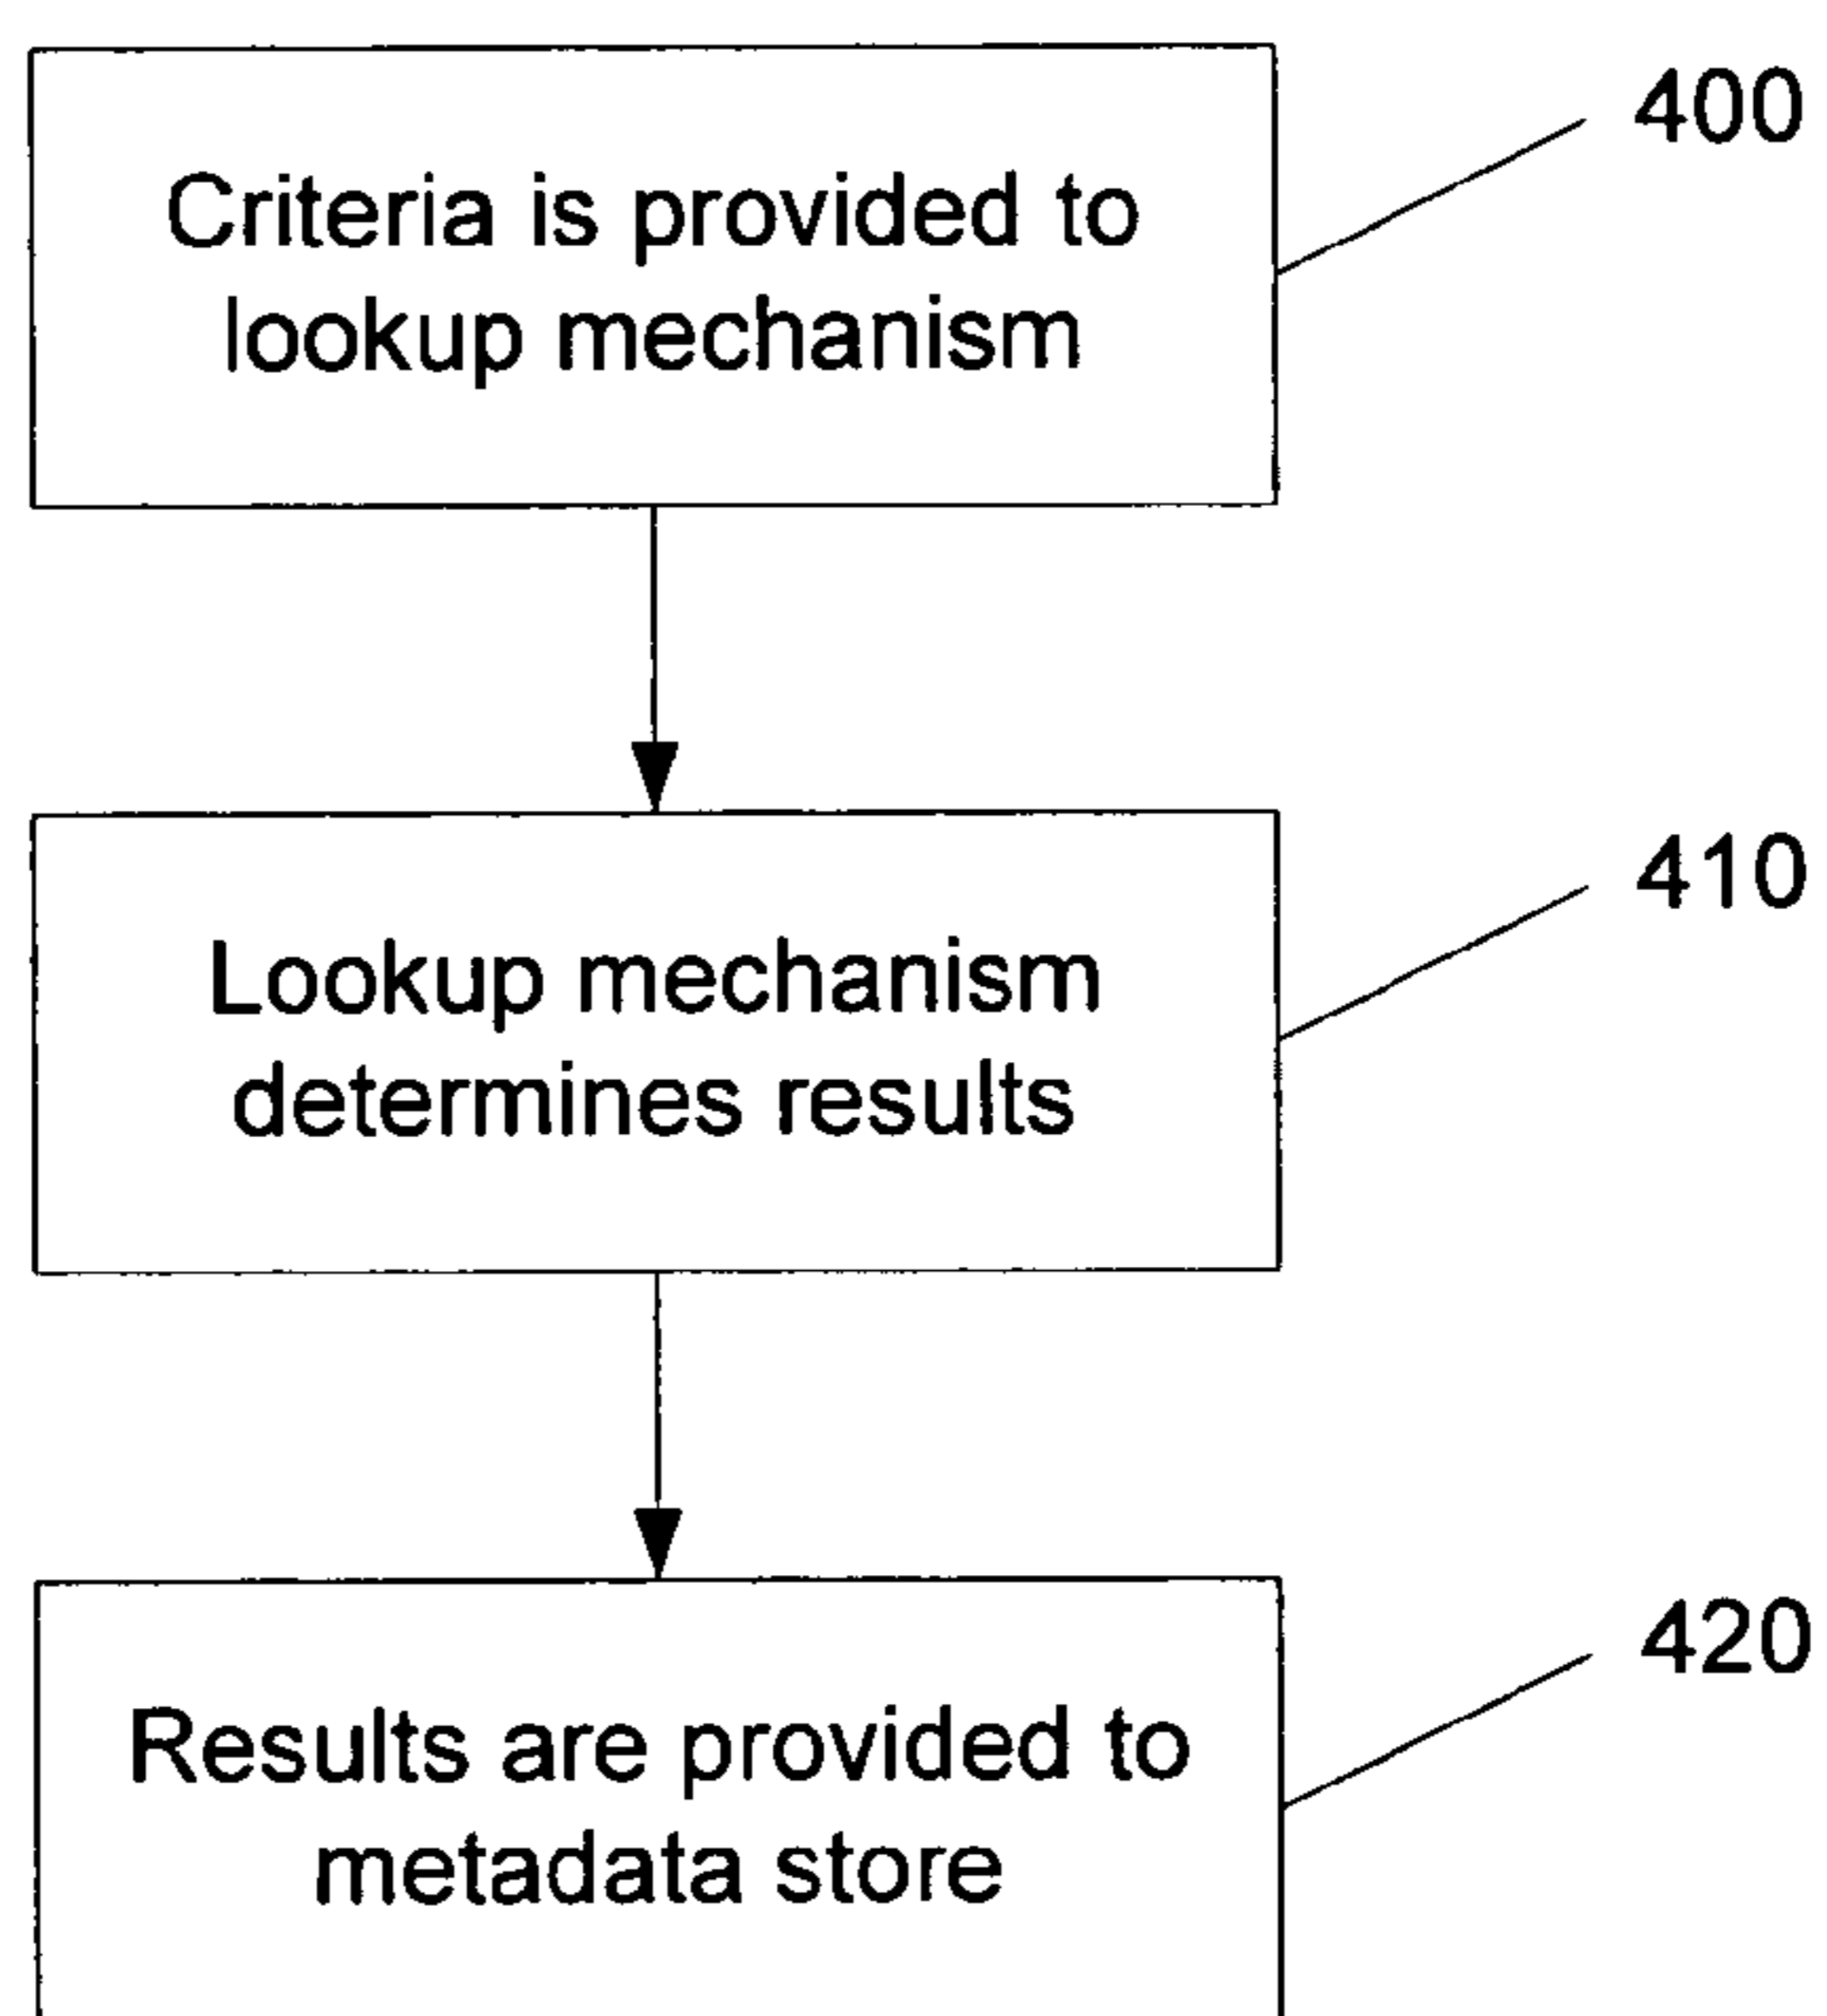 400
Criteria is provided to
lookup mechanism
410
Lookup mechanism
determines results
420
Results are provided to
metadata store